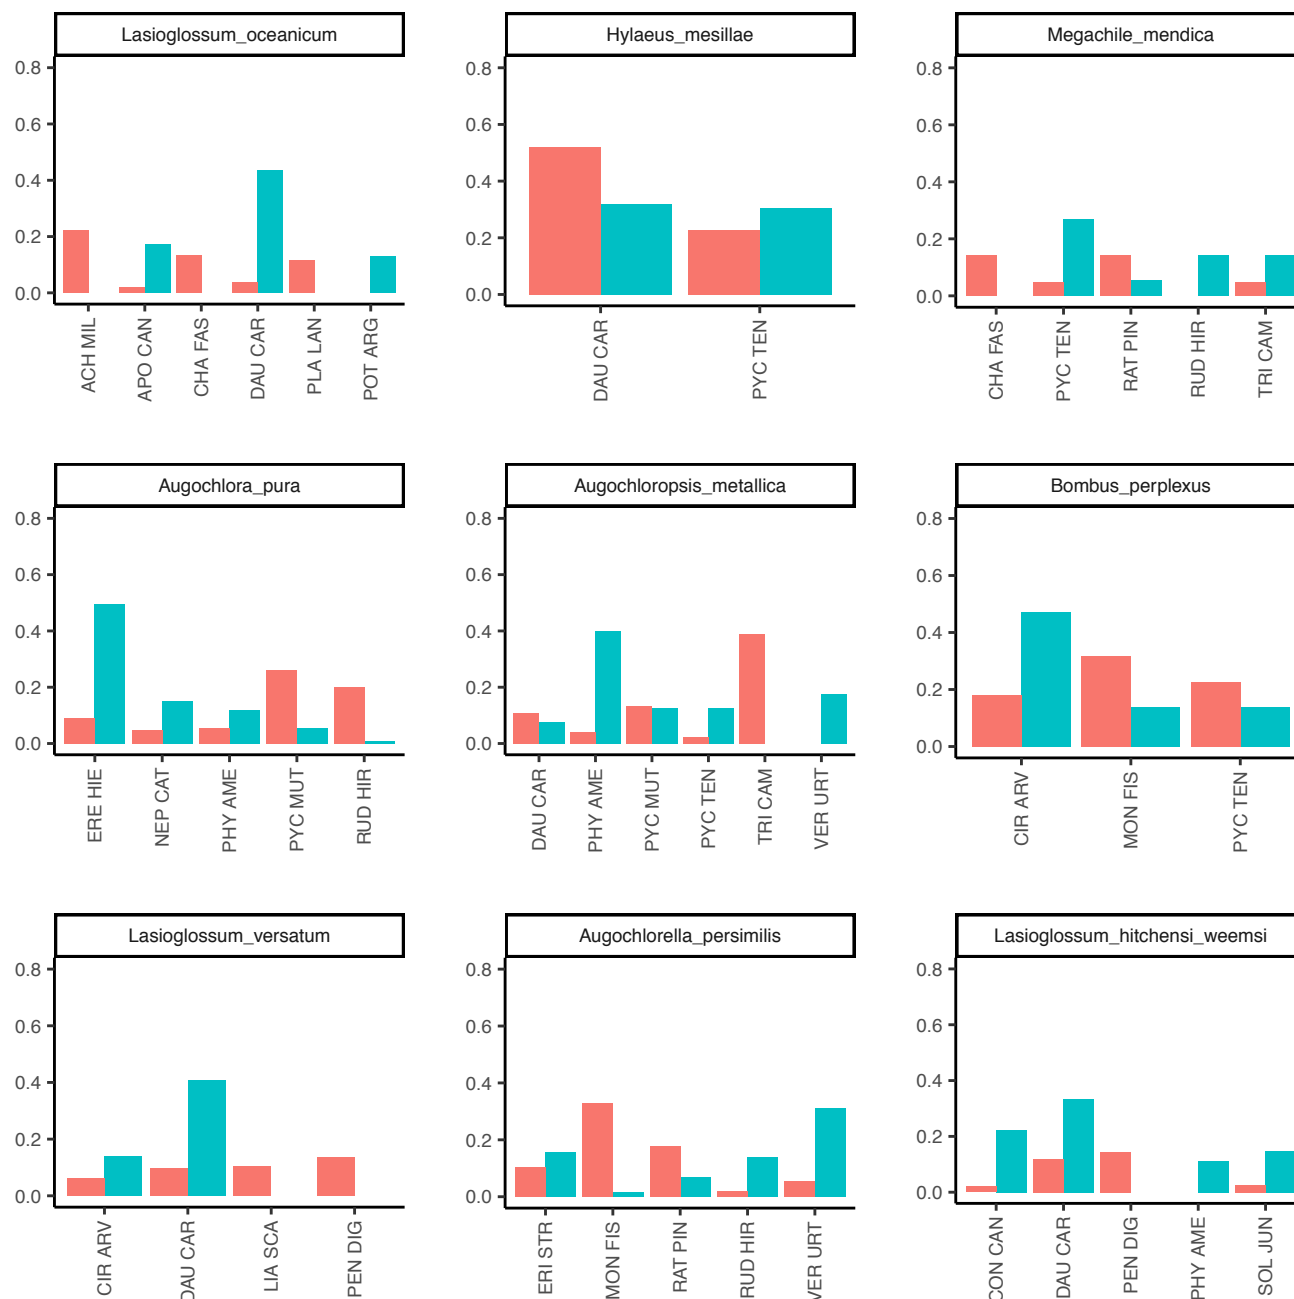 Lasioglossum_oceanicum
Hylaeus_mesillae
Megachile_mendica
0.8
0.6
0.4
0.2
0.0
0.8
0.6
0.4
0.2
0.0
0.8
0.6
0.4
0.2
0.0
ACH MIL
APO CAN
CHA FAS
DAU CAR
PLA LAN
POT ARG
DAU CAR
PYC TEN
CHA FAS
PYC TEN
RAT PIN
RUD HIR
TRI CAM
Augochlora_pura
Augochloropsis_metallica
Bombus_perplexus
0.8
0.6
0.4
0.2
0.0
0.8
0.6
0.4
0.2
0.0
0.8
0.6
0.4
0.2
0.0
ERE HIE
NEP CAT
PHY AME
PYC MUT
RUD HIR
DAU CAR
PHY AME
PYC MUT
PYC TEN
TRI CAM
VER URT
CIR ARV
MON FIS
PYC TEN
Lasioglossum_versatum
Augochlorella_persimilis
Lasioglossum_hitchensi_weemsi
0.8
0.6
0.4
0.2
0.0
0.8
0.6
0.4
0.2
0.0
0.8
0.6
0.4
0.2
0.0
CIR ARV
DAU CAR
LIA SCA
PEN DIG
ERI STR
MON FIS
RAT PIN
RUD HIR
VER URT
CON CAN
DAU CAR
PEN DIG
PHY AME
SOL JUN